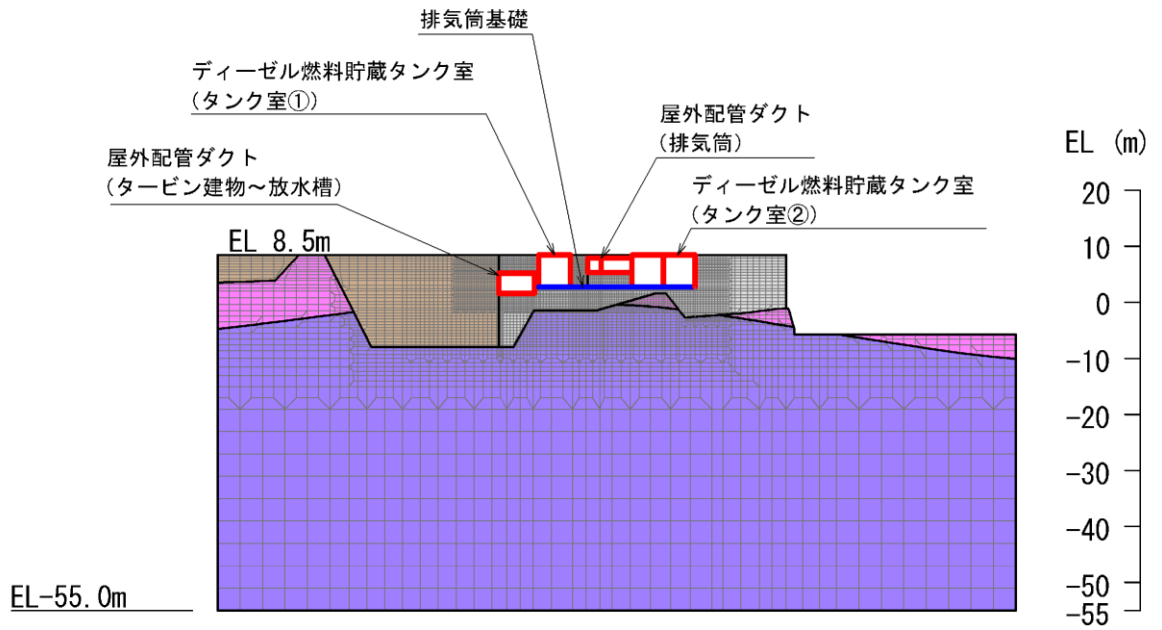 排気筒基礎
ディーゼル燃料貯蔵タンク室
(タンク室①)
屋外配管ダクト
(排気筒)
屋外配管ダクト
(タービン建物～放水槽)
ディーゼル燃料貯蔵タンク室
(タンク室②)
EL 8.5m
EL (m)
20
10
0
-10
-20
-30
-40
-50
-55
EL-55.0m